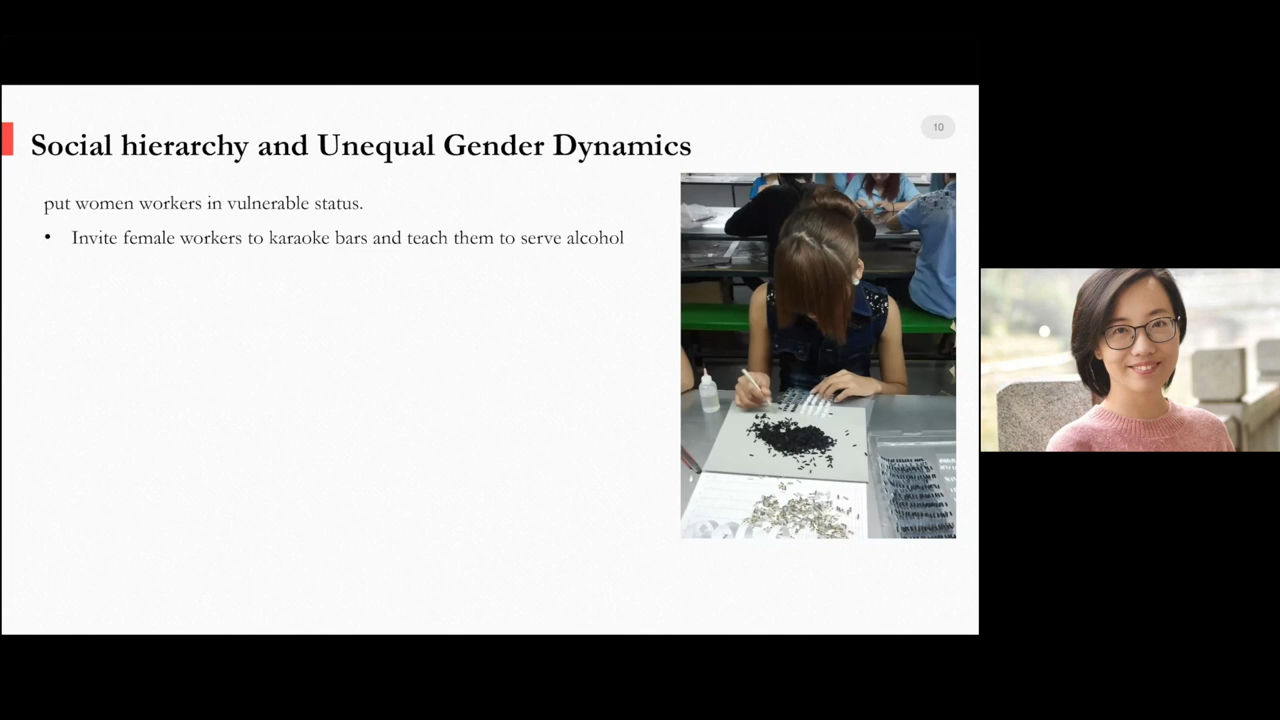 Social hierarchy and Unequal Gender Dynamics
10
put women workers in vulnerable status.
• Invite female workers to karaoke bars and teach them to serve alcohol